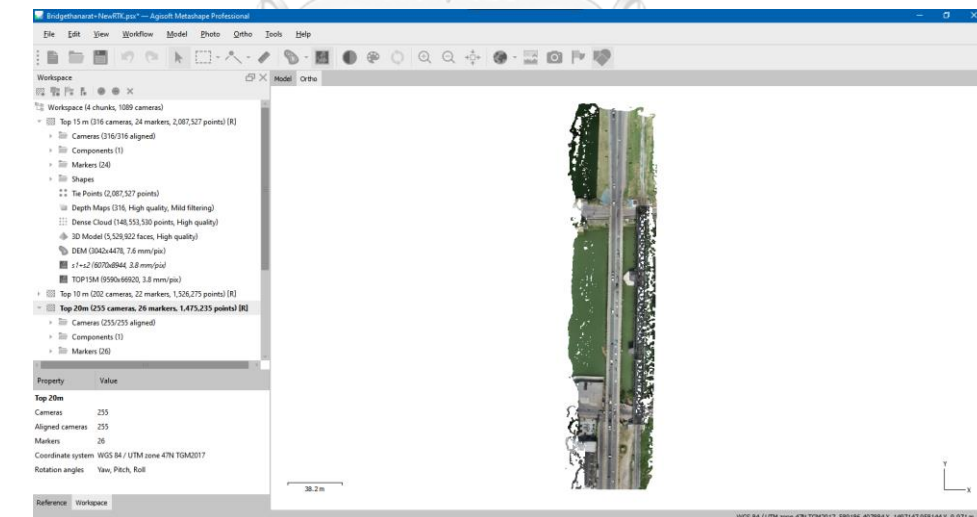 Bridgethanarat+NewRTK.psx* — Agisoft Metashape Professional
File Edit View Workflow Model Photo Ortho Tools Help
Workspace
Model Ortho
Workspace (4 chunks, 1089 cameras)
Top 15 m (316 cameras, 24 markers, 2,087,527 points) [R]
Cameras (316/316 aligned)
Components (1)
Markers (24)
Shapes
Tie Points (2,087,527 points)
Depth Maps (316, High quality, Mild filtering)
Dense Cloud (148,553,530 points, High quality)
3D Model (5,529,922 faces, High quality)
DEM (3042x4478, 7.6 mm/pix)
s1+s2 (6070x8944, 3.8 mm/pix)
TOP15M (9590x66920, 3.8 mm/pix)
Top 10 m (202 cameras, 22 markers, 1,526,275 points) [R]
Top 20m (255 cameras, 26 markers, 1,475,235 points) [R]
Cameras (255/255 aligned)
Components (1)
Markers (26)
Property Value
Top 20m
Cameras 255
Aligned cameras 255
Markers 26
Coordinate system WGS 84 / UTM zone 47N TGM2017
Rotation angles Yaw, Pitch, Roll
38.2 m
Y
X
Reference Workspace